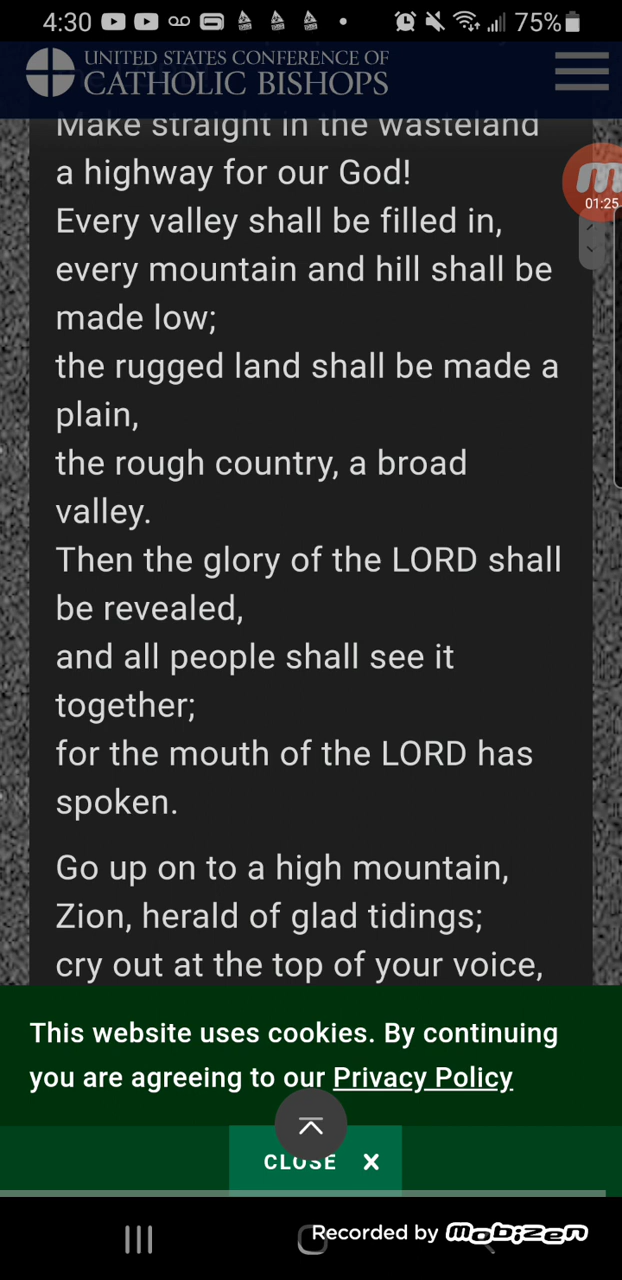 4:30
75%
UNITED STATES CONFERENCE OF
CATHOLIC BISHOPS
Make straight in the wasteland
a highway for our God!
01:25
Every valley shall be filled in,
every mountain and hill shall be
made low;
the rugged land shall be made a
plain,
the rough country, a broad
valley.
Then the glory of the LORD shall
be revealed,
and all people shall see it
together;
for the mouth of the LORD has
spoken.
Go up on to a high mountain,
Zion, herald of glad tidings;
cry out at the top of your voice,
This website uses cookies. By continuing
you are agreeing to our Privacy Policy
CLOSE X
Recorded by Mobizen